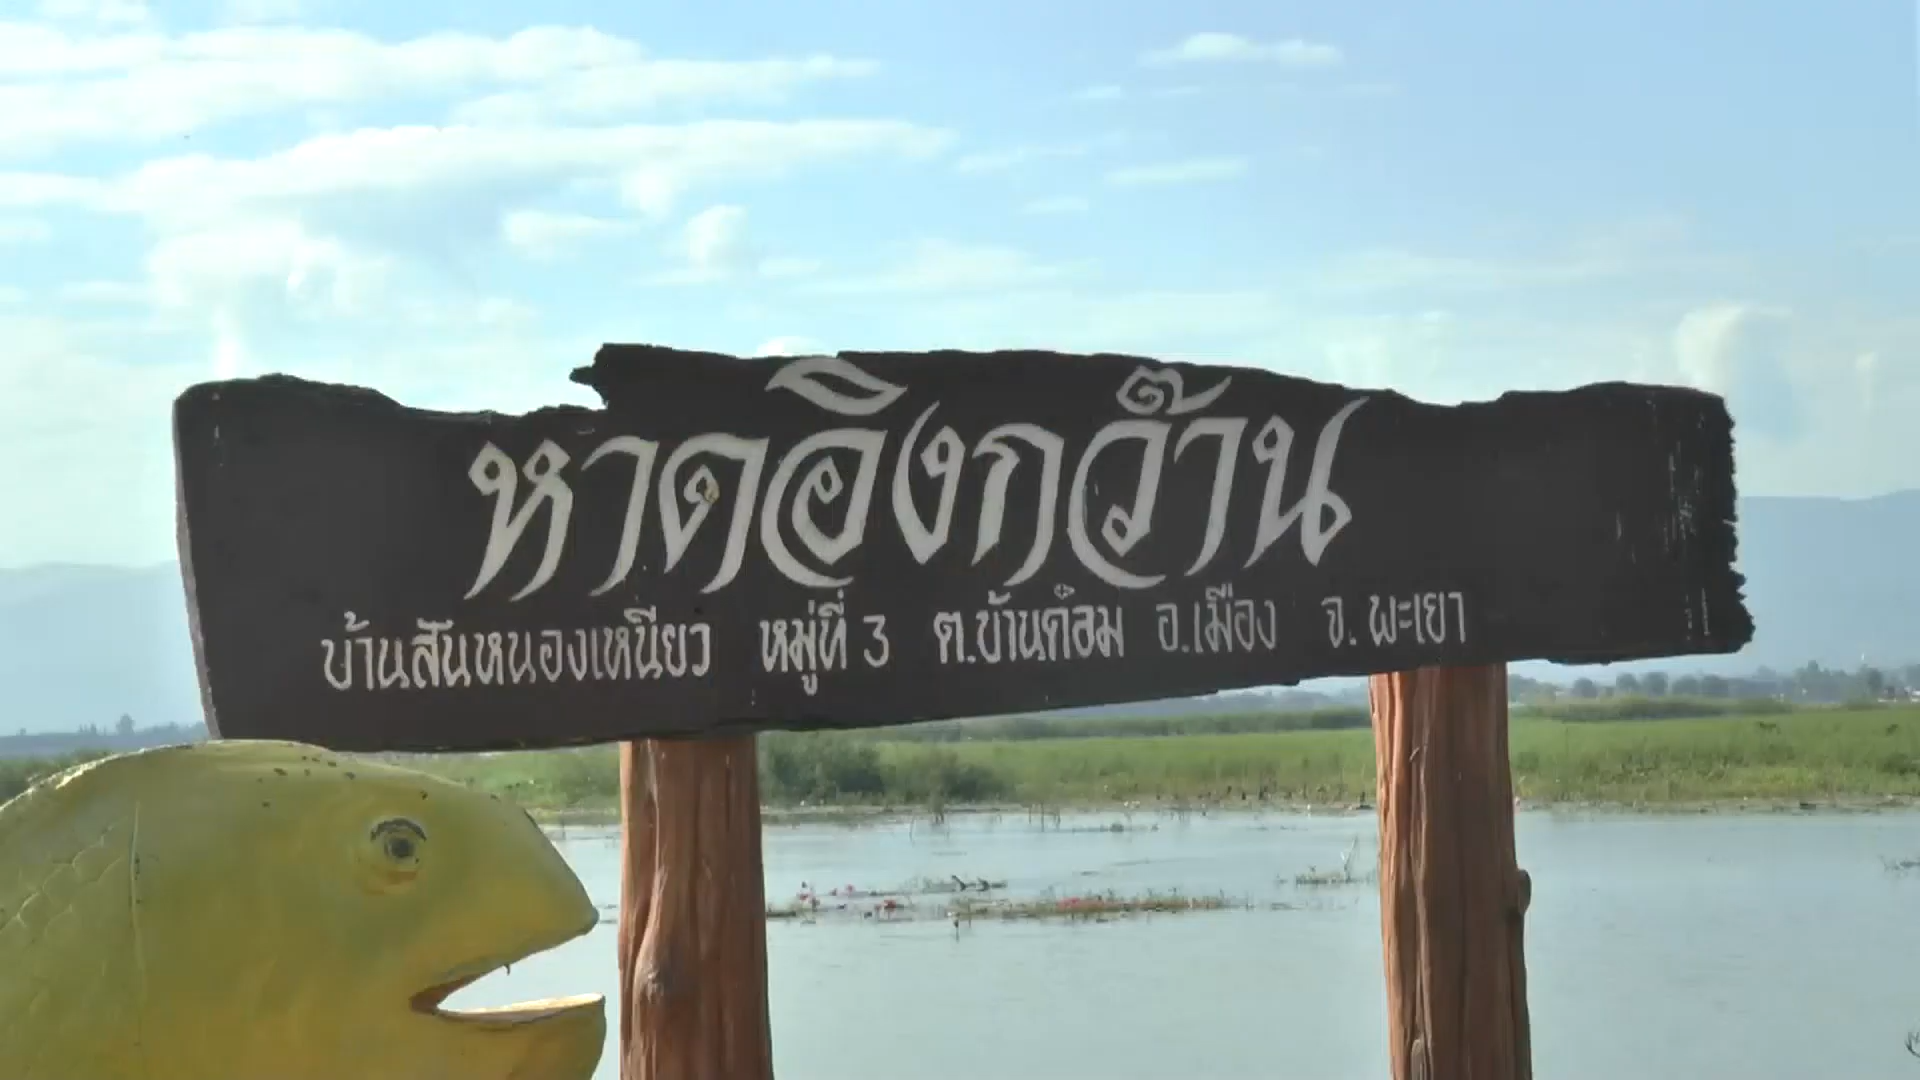 หาดอิงกว๊าน
บ้านสันหนองเหนียว หมู่ที่ 3 ต.บ้านต๋อม อ.เมือง จ. พะเยา